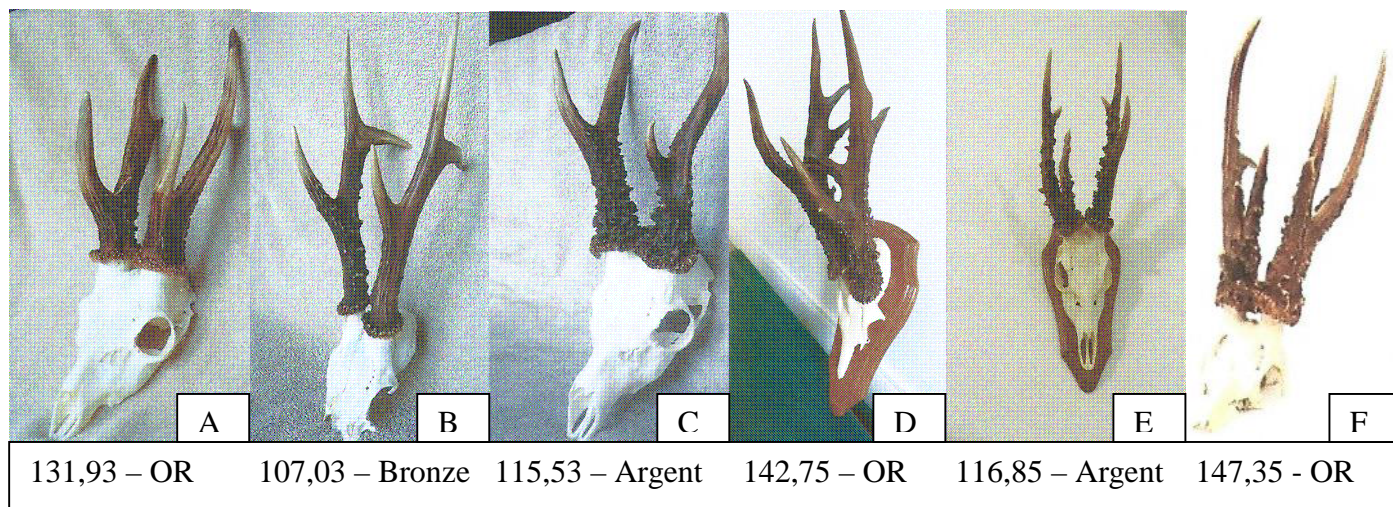 A B C D E F
131,93 – OR 107,03 – Bronze 115,53 – Argent 142,75 – OR 116,85 – Argent 147,35 - OR